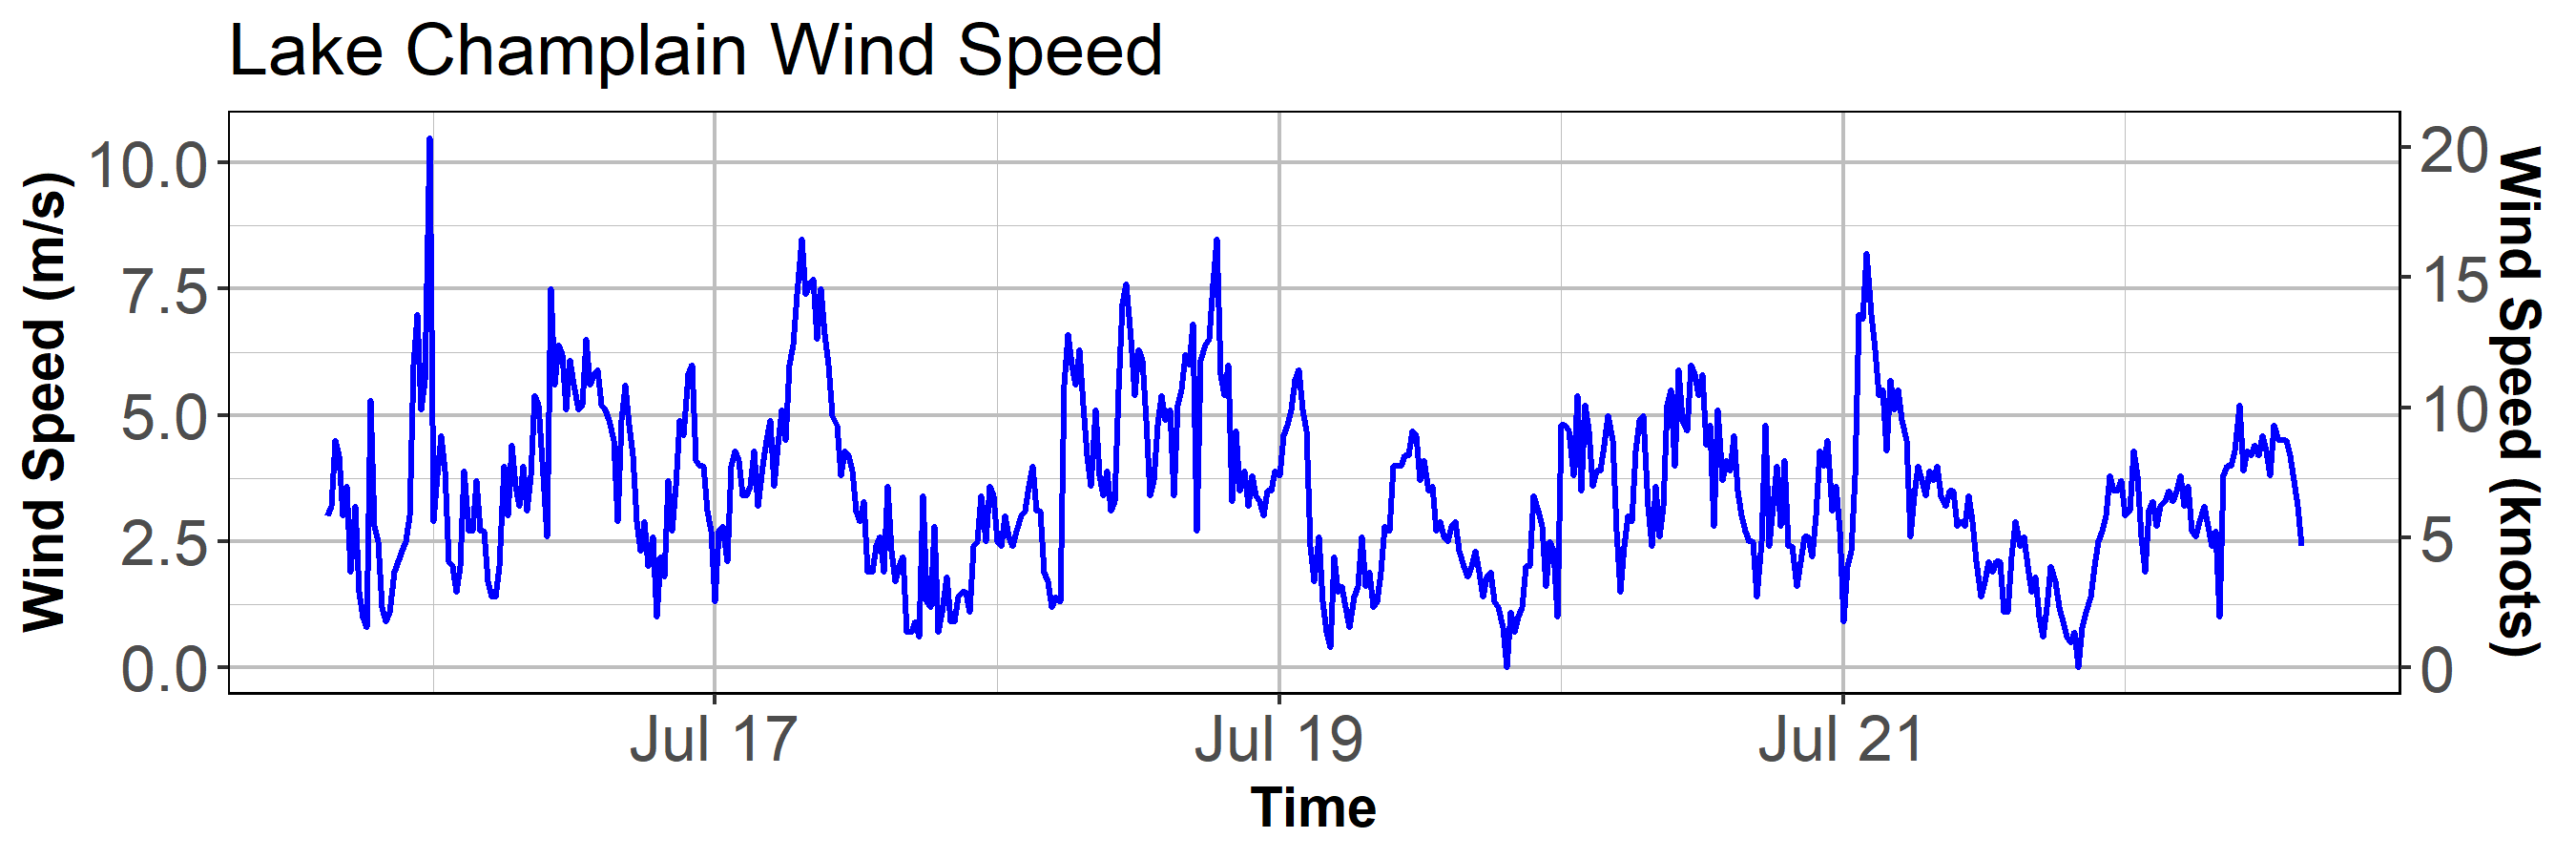 Lake Champlain Wind Speed
Wind Speed (m/s)
10.0
7.5
5.0
2.5
0.0
20
15
10
5
0
Wind Speed (knots)
Jul 17
Jul 19
Jul 21
Time